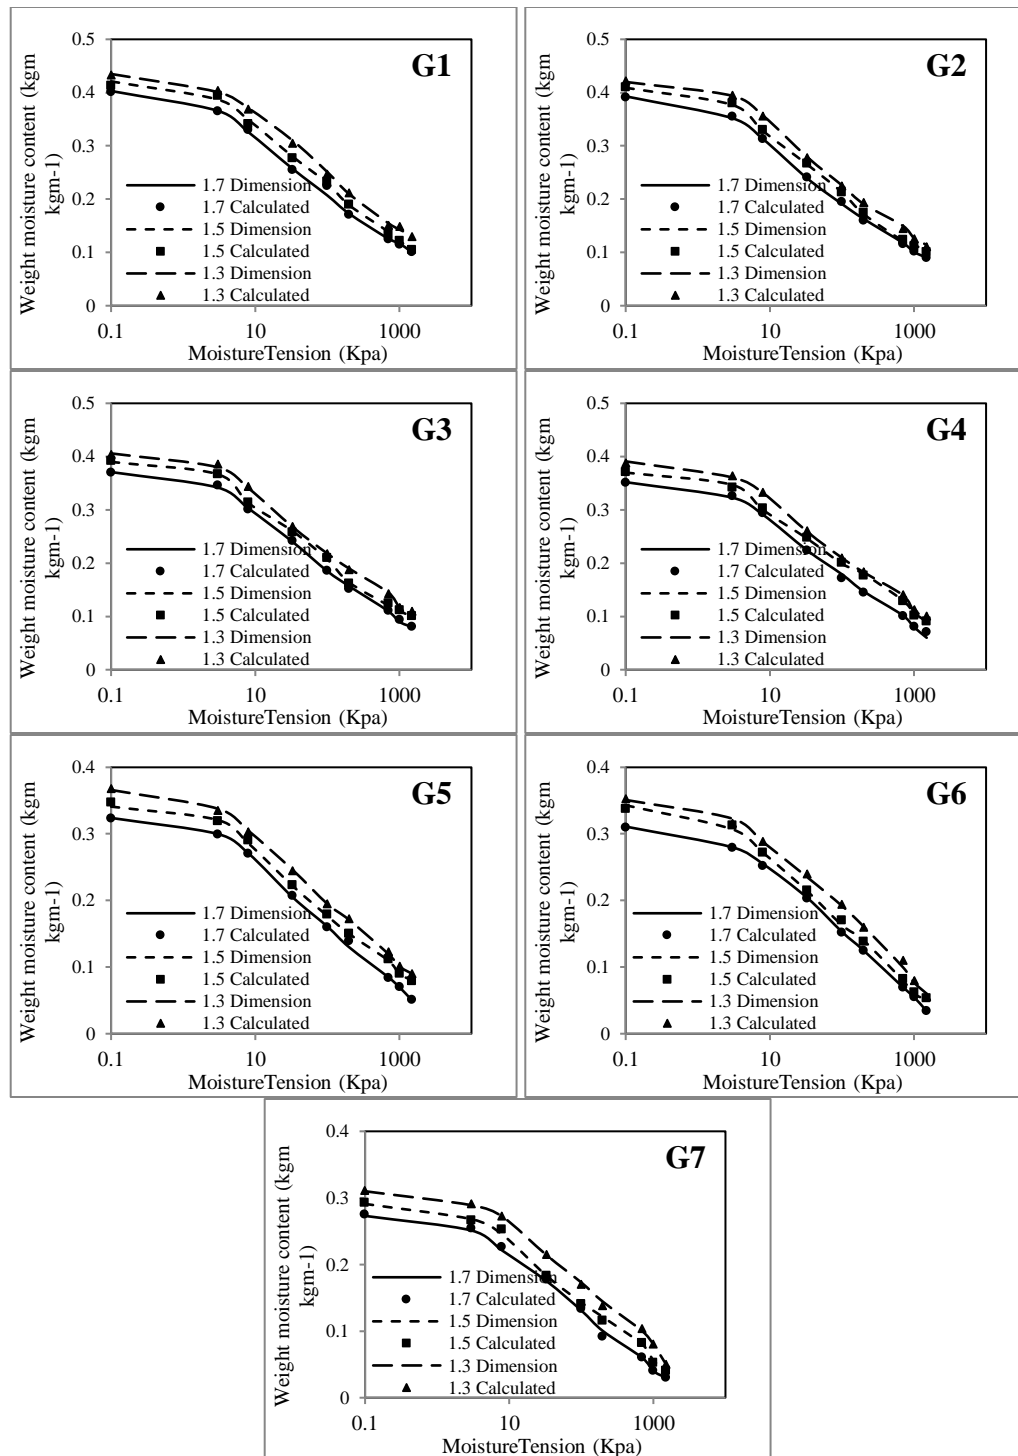 G1
Weight moisture content (kgm
kgm-1)
0.5
0.4
0.3
0.2
0.1
0
1.7 Dimension
1.7 Calculated
1.5 Dimension
1.5 Calculated
1.3 Dimension
1.3 Calculated
0.1 10 1000
MoistureTension (Kpa)
G2
Weight moisture content (kgm
kgm-1)
0.5
0.4
0.3
0.2
0.1
0
1.7 Dimension
1.7 Calculated
1.5 Dimension
1.5 Calculated
1.3 Dimension
1.3 Calculated
0.1 10 1000
MoistureTension (Kpa)
G3
Weight moisture content (kgm
kgm-1)
0.5
0.4
0.3
0.2
0.1
0
1.7 Dimension
1.7 Calculated
1.5 Dimension
1.5 Calculated
1.3 Dimension
1.3 Calculated
0.1 10 1000
MoistureTension (Kpa)
G4
Weight moisture content (kgm
kgm-1)
0.5
0.4
0.3
0.2
0.1
0
1.7 Dimension
1.7 Calculated
1.5 Dimension
1.5 Calculated
1.3 Dimension
1.3 Calculated
0.1 10 1000
MoistureTension (Kpa)
G5
Weight moisture content (kgm
kgm-1)
0.4
0.3
0.2
0.1
0
1.7 Dimension
1.7 Calculated
1.5 Dimension
1.5 Calculated
1.3 Dimension
1.3 Calculated
0.1 10 1000
MoistureTension (Kpa)
G6
Weight moisture content (kgm
kgm-1)
0.4
0.3
0.2
0.1
0
1.7 Dimension
1.7 Calculated
1.5 Dimension
1.5 Calculated
1.3 Dimension
1.3 Calculated
0.1 10 1000
MoistureTension (Kpa)
G7
Weight moisture content (kgm
kgm-1)
0.4
0.3
0.2
0.1
0
1.7 Dimension
1.7 Calculated
1.5 Dimension
1.5 Calculated
1.3 Dimension
1.3 Calculated
0.1 10 1000
MoistureTension (Kpa)